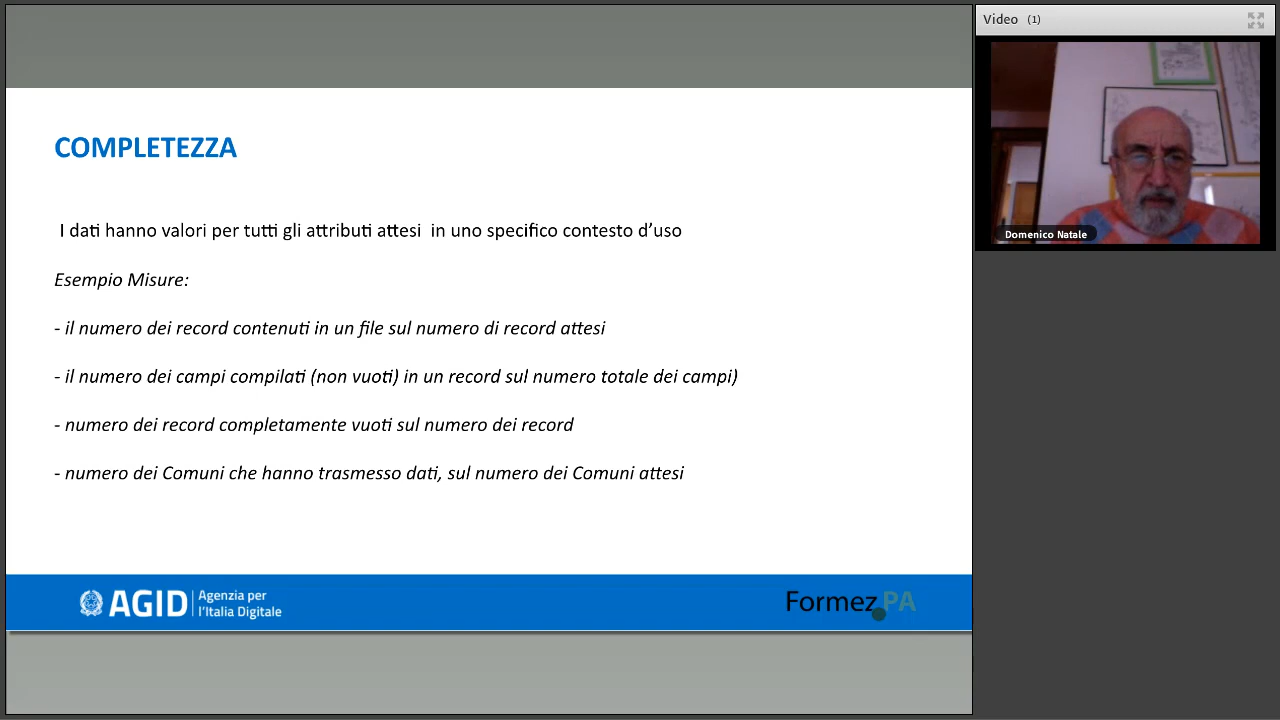 Video (1)
COMPLETEZZA
I dati hanno valori per tutti gli attributi attesi in uno specifico contesto d’uso
Esempio Misure:
- il numero dei record contenuti in un file sul numero di record attesi
- il numero dei campi compilati (non vuoti) in un record sul numero totale dei campi)
- numero dei record completamente vuoti sul numero dei record
- numero dei Comuni che hanno trasmesso dati, sul numero dei Comuni attesi
Domenico Natale
AGID Agenzia per
l’Italia Digitale
Formez PA